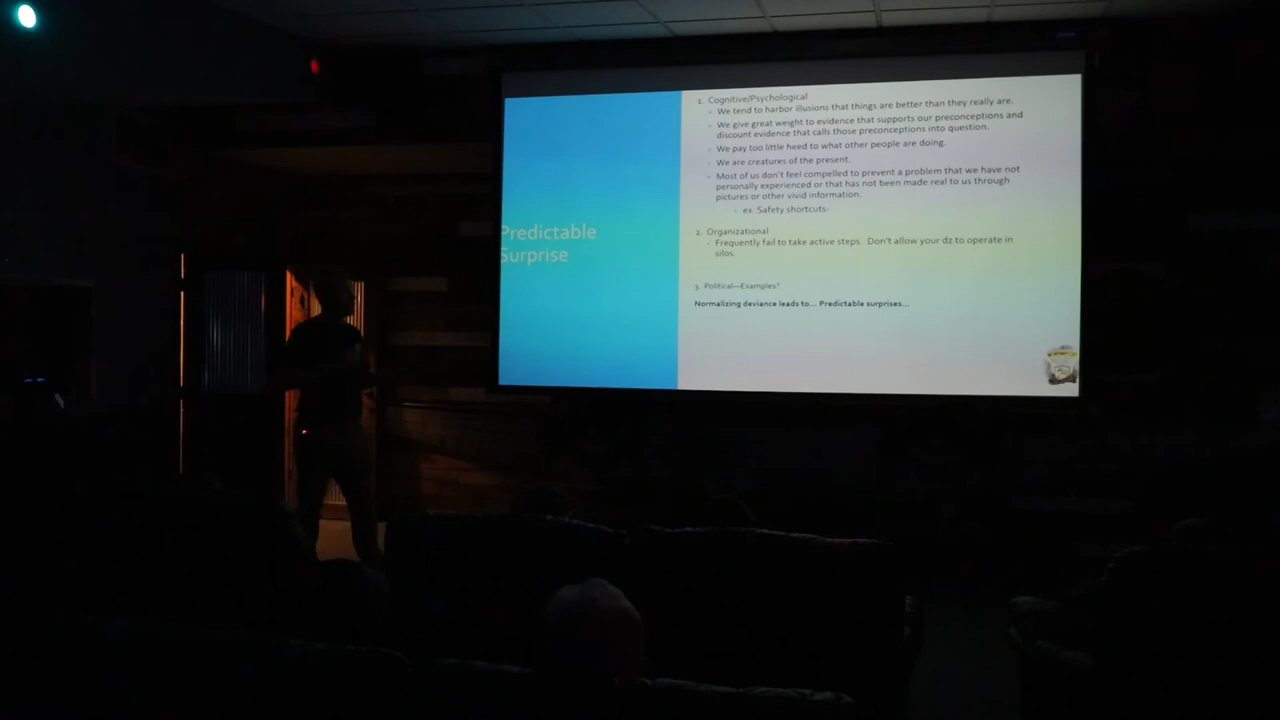 Predictable
Surprise
1. Cognitive/Psychological
- We tend to harbor illusions that things are better than they really are.
- We give great weight to evidence that supports our preconceptions and
discount evidence that calls those preconceptions into question.
- We pay too little heed to what other people are doing.
- We are creatures of the present.
- Most of us don't feel compelled to prevent a problem that we have not
personally experienced or that has not been made real to us through
pictures or other vivid information.
- ex. Safety shortcuts-
2. Organizational
- Frequently fail to take active steps. Don't allow your dz to operate in
silos.
3. Political—Examples?
Normalizing deviance leads to... Predictable surprises...